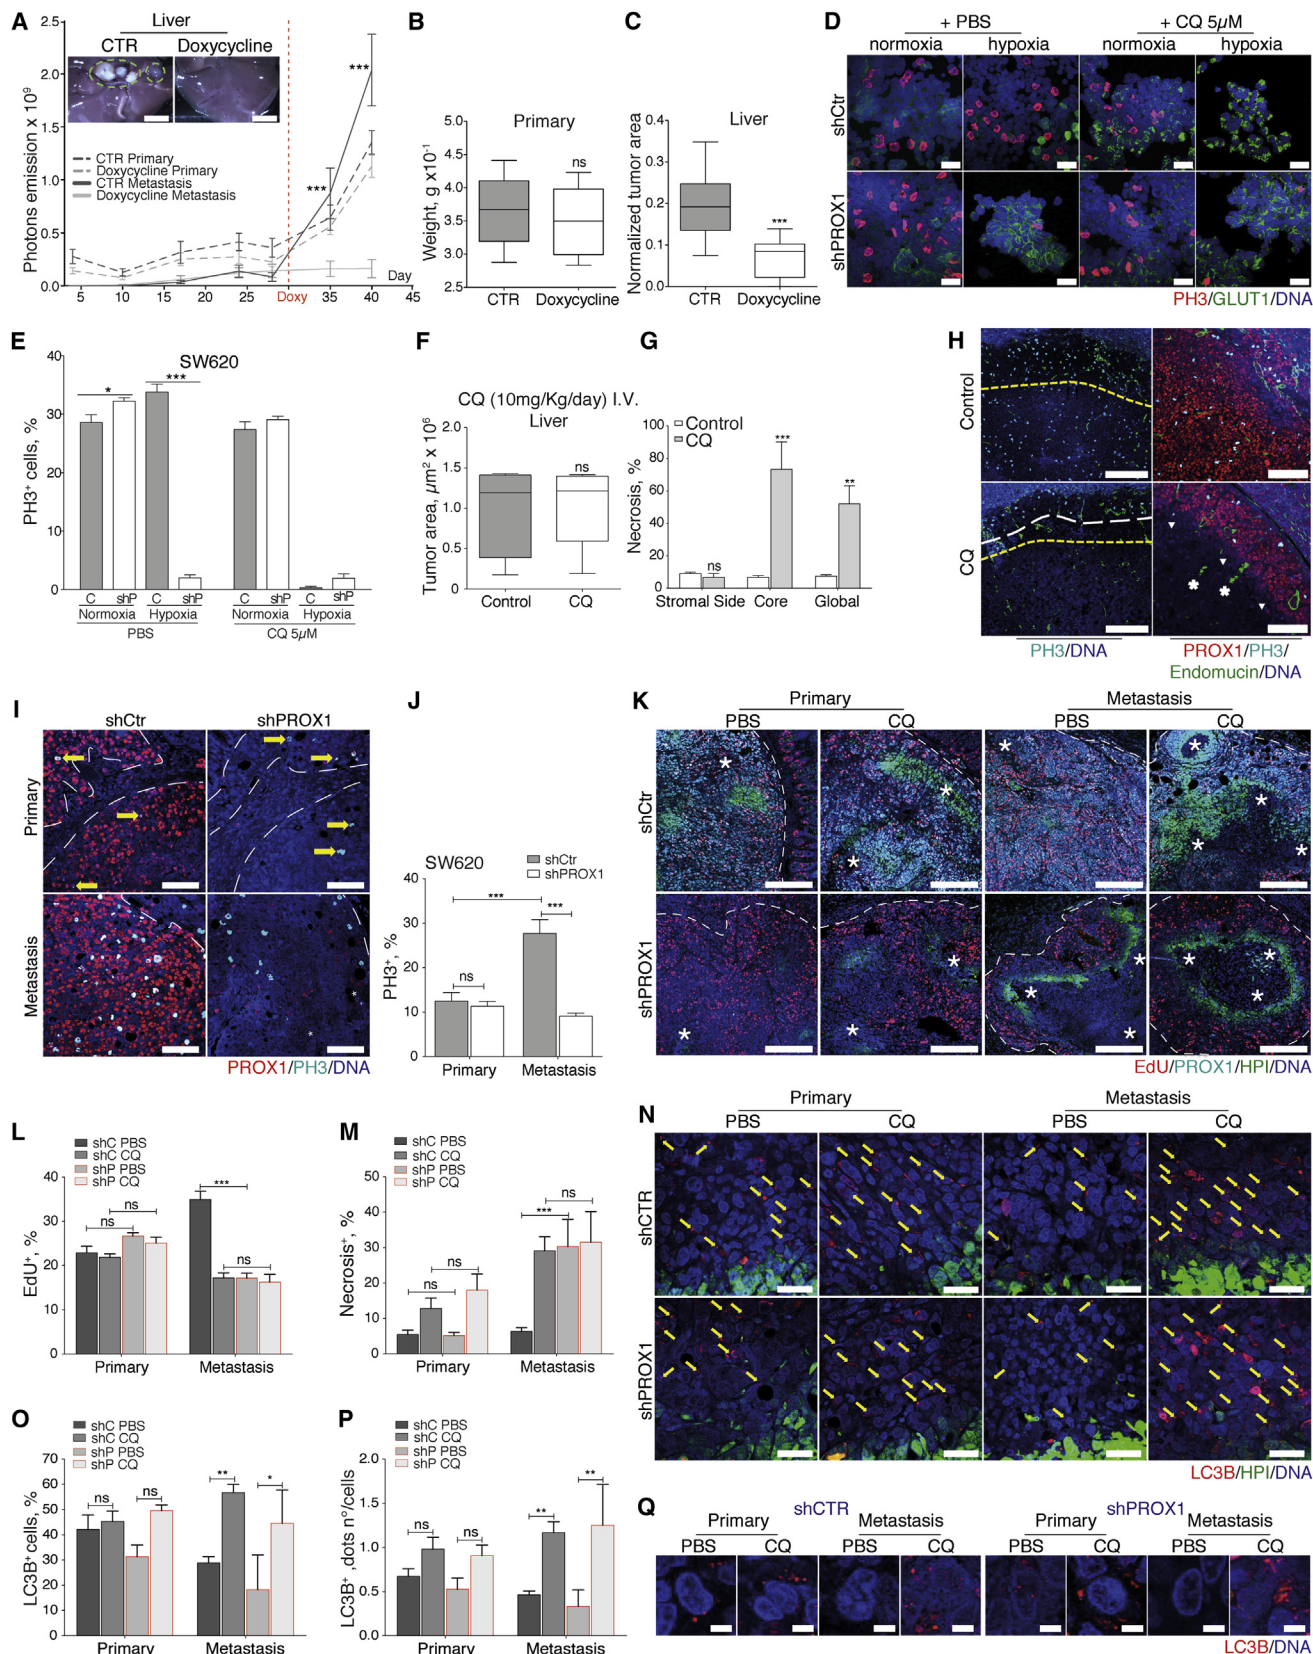 A
Liver
CTR Doxycycline
Photons emission x 10⁹
2.5
2.0
1.5
1.0
0.5
0
***
***
CTR Primary
Doxycycline Primary
CTR Metastasis
Doxycycline Metastasis
Day
5 10 15 20 25 Doxy 35 40 45
B
Primary
Weight, g x10⁻¹
5.0
4.5
4.0
3.5
3.0
2.5
ns
CTR Doxycycline
C
Liver
Normalized tumor area
0.4
0.3
0.2
0.1
0.0
***
CTR Doxycycline
D
+ PBS + CQ 5µM
normoxia hypoxia normoxia hypoxia
shCtr
shPROX1
PH3/GLUT1/DNA
E
SW620
PH3⁺ cells, %
40
30
20
10
0
* ***
C shP C shP C shP C shP
Normoxia Hypoxia Normoxia Hypoxia
PBS CQ 5µM
F
CQ (10mg/Kg/day) I.V.
Liver
Tumor area, µm² x 10⁶
2.0
1.5
1.0
0.5
0
ns
Control CQ
G
Control
CQ
Necrosis, %
100
80
60
40
20
0
ns *** **
Stromal Side Core Global
H
Control
CQ
* *
PH3/DNA
PROX1/PH3/
Endomucin/DNA
I
shCtr shPROX1
Primary
Metastasis
* *
PROX1/PH3/DNA
J
SW620
shCtr
shPROX1
PH3⁺, %
40
30
20
10
0
ns *** ***
Primary Metastasis
K
Primary Metastasis
PBS CQ PBS CQ
shCtr
* * * * * * * *
shPROX1
* * * * * * * *
EdU/PROX1/HPI/DNA
L
shC PBS
shC CQ
shP PBS
shP CQ
EdU⁺, %
40
30
20
10
0
ns ns *** ns
Primary Metastasis
M
shC PBS
shC CQ
shP PBS
shP CQ
Necrosis⁺, %
50
40
30
20
10
0
ns ns *** ns
Primary Metastasis
N
Primary Metastasis
PBS CQ PBS CQ
shCTR
shPROX1
LC3B/HPI/DNA
O
shC PBS
shC CQ
shP PBS
shP CQ
LC3B⁺cells, %
70
60
50
40
30
20
10
0
ns ns ** *
Primary Metastasis
P
shC PBS
shC CQ
shP PBS
shP CQ
LC3B⁺,dots n°/cells
2.0
1.5
1.0
0.5
0.0
ns ns ** **
Primary Metastasis
Q
shCTR shPROX1
Primary Metastasis Primary Metastasis
PBS CQ PBS CQ PBS CQ PBS CQ
LC3B/DNA